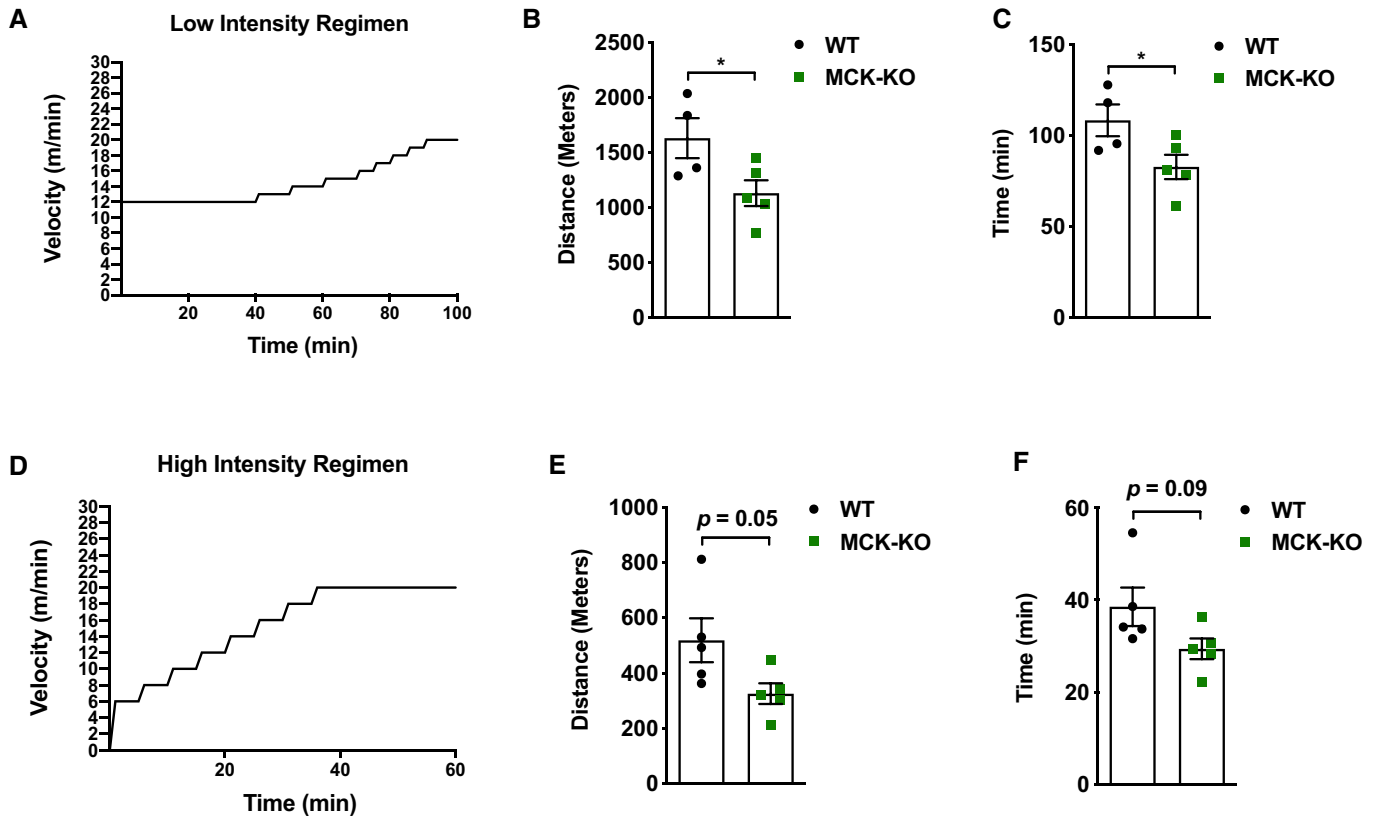 A
Low Intensity Regimen
Velocity (m/min)
30
28
26
24
22
20
18
16
14
12
10
8
6
4
2
0
20 40 60 80 100
Time (min)
B
Distance (Meters)
2500
2000
1500
1000
500
0
*
WT
MCK-KO
C
Time (min)
150
100
50
0
*
WT
MCK-KO
D
High Intensity Regimen
Velocity (m/min)
30
28
26
24
22
20
18
16
14
12
10
8
6
4
2
0
20 40 60
Time (min)
E
Distance (Meters)
1000
800
600
400
200
0
p = 0.05
WT
MCK-KO
F
Time (min)
60
40
20
0
p = 0.09
WT
MCK-KO